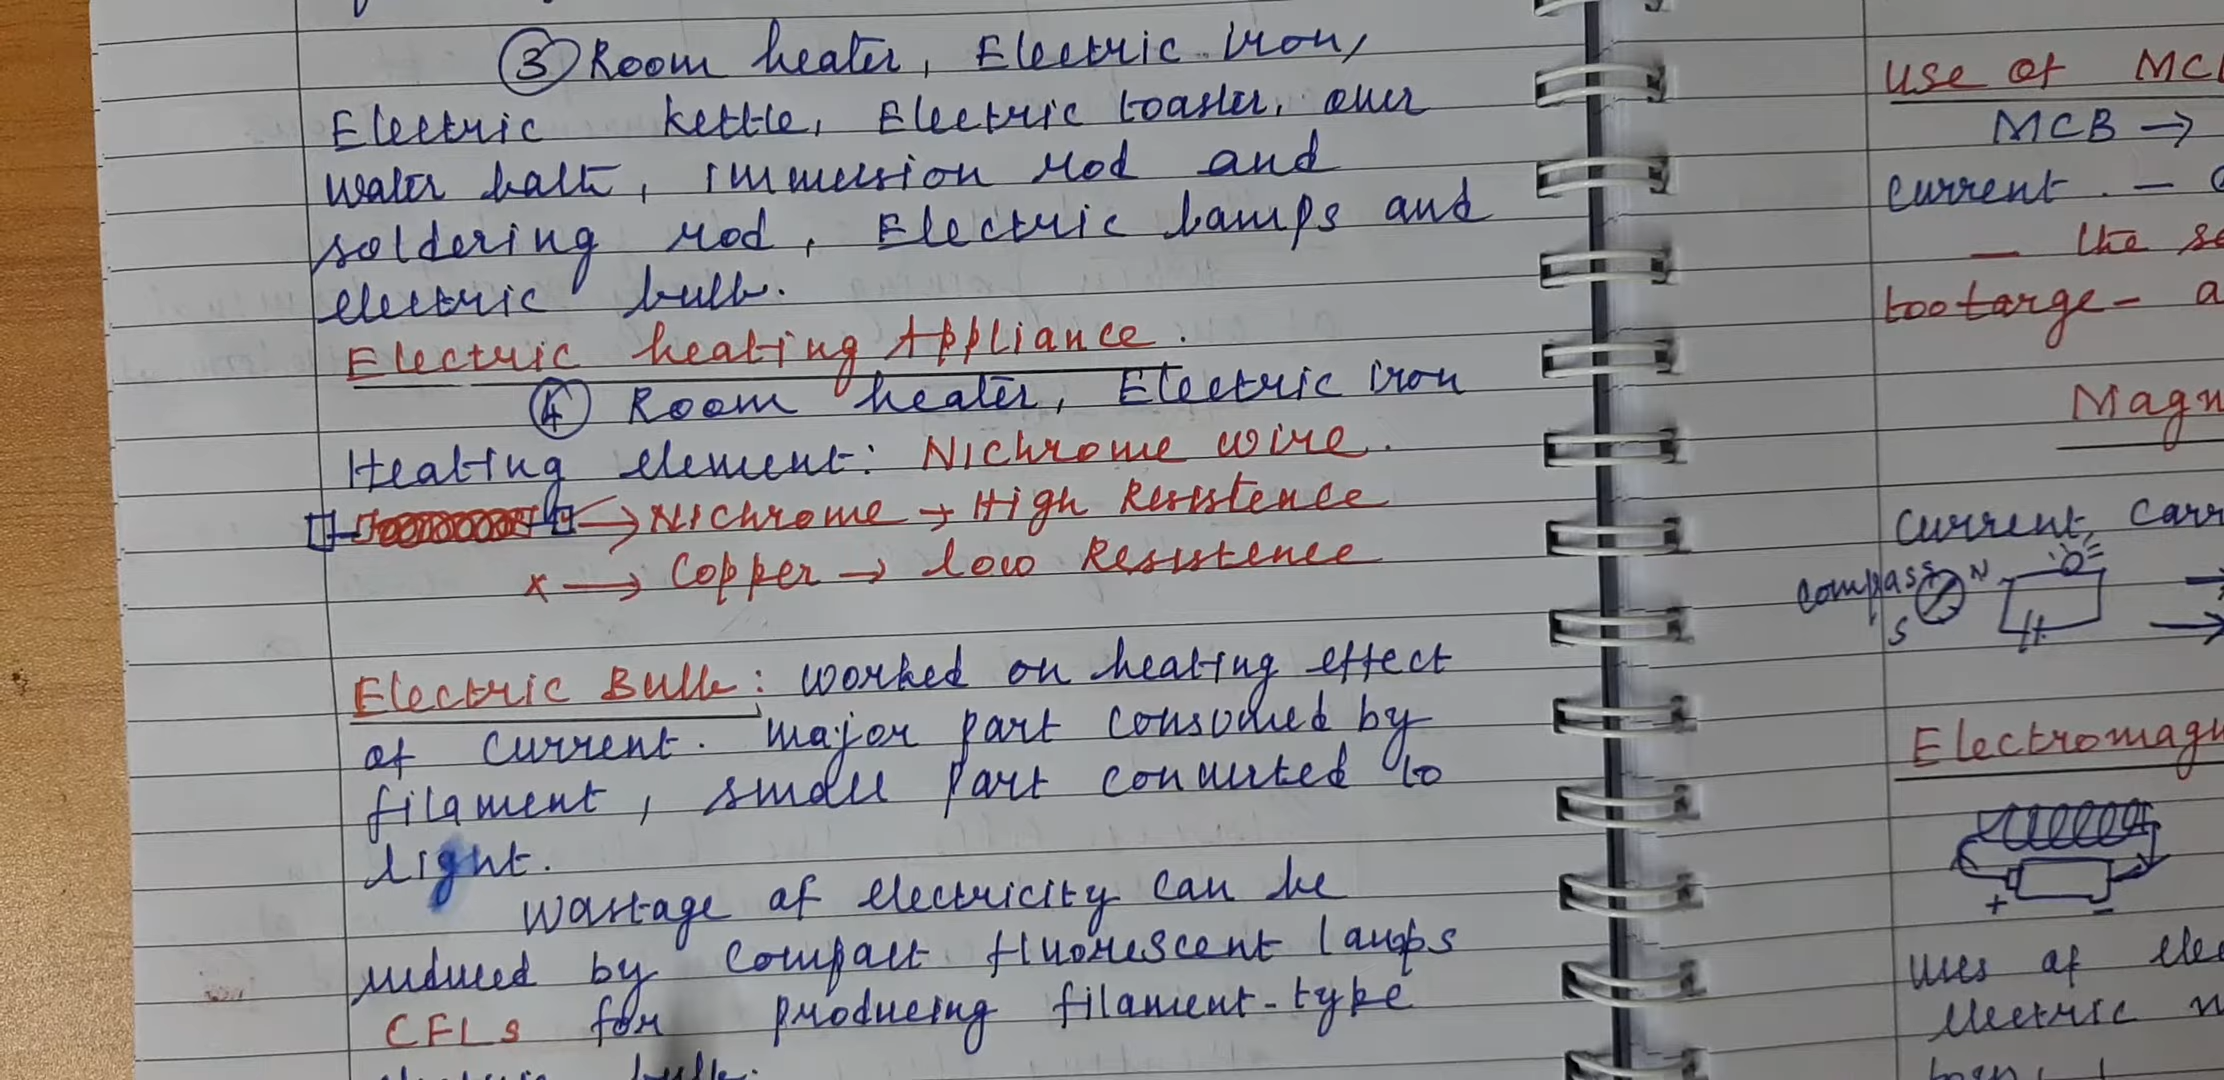 ③ Room heater, Electric iron,
Electric kettle, Electric toaster, over
water bath, immersion rod and
soldering rod, Electric Lamps and
electric bulb.
Electric heating Appliance.
④ Room heater, Electric iron
Heating element: Nichrome wire.
→ Nichrome → High Resistence
x → Copper → low Resistence
Electric Bulb: worked on heating effect
of current. major part consumed by
filament, small part converted to
light.
Wastage of electricity can be
reduced by compact fluorescent lamps
CFLs for producing filament-type
bulb.
Use of MC
MCB →
current. —
— the
too large - a
Magn
current, carr
compass N
S
Electromagn
+ -
Uses of ele
Electric